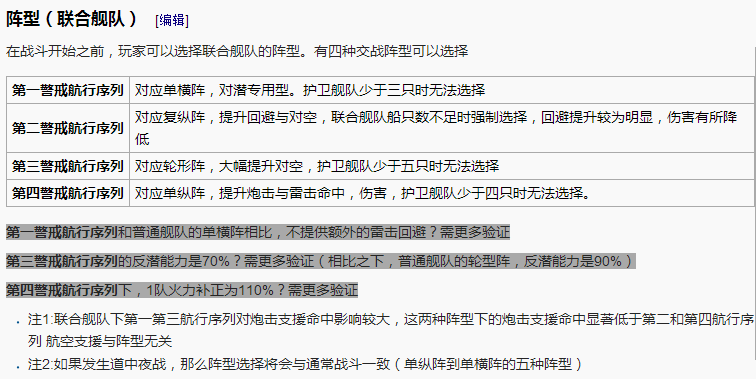 阵型（联合舰队） [编辑]
在战斗开始之前，玩家可以选择联合舰队的阵型。有四种交战阵型可以选择
第一警戒航行序列 对应单横阵，对潜专用型。护卫舰队少于三只时无法选择
第二警戒航行序列 对应复纵阵，提升回避与对空，联合舰队船只数不足时强制选择，回避提升较为明显，伤害有所降
低
第三警戒航行序列 对应轮形阵，大幅提升对空，护卫舰队少于五只时无法选择
第四警戒航行序列 对应单纵阵，提升炮击与雷击命中，伤害，护卫舰队少于四只时无法选择。
第一警戒航行序列和普通舰队的单横阵相比，不提供额外的雷击回避？需更多验证
第三警戒航行序列的反潜能力是70%？需更多验证（相比之下，普通舰队的轮型阵，反潜能力是90%）
第四警戒航行序列下，1队火力补正为110%？需更多验证
注1:联合舰队下第一第三航行序列对炮击支援命中影响较大，这两种阵型下的炮击支援命中显著低于第二和第四航行序
列 航空支援与阵型无关
注2:如果发生道中夜战，那么阵型选择将会与通常战斗一致（单纵阵到单横阵的五种阵型）